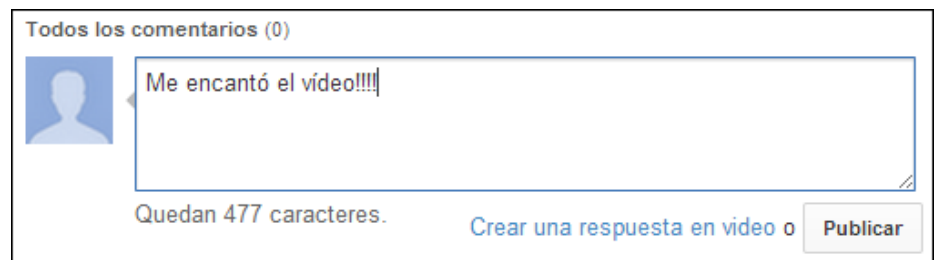 Todos los comentarios (0)
Me encantó el vídeo!!!!
Quedan 477 caracteres.
Crear una respuesta en video o Publicar